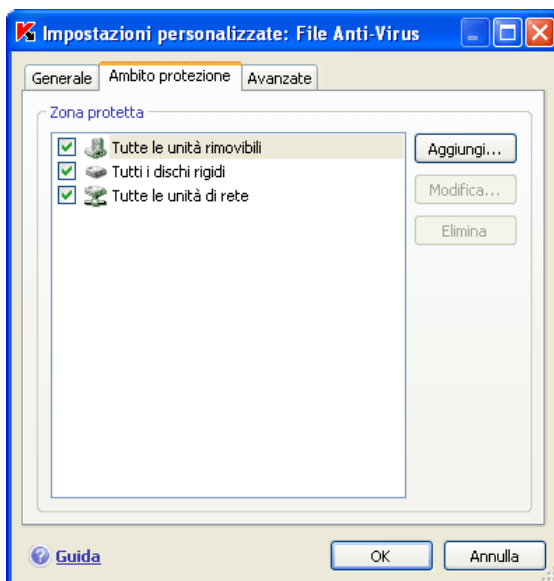 Impostazioni personalizzate: File Anti-Virus
Generale Ambito protezione Avanzate
Zona protetta
Tutte le unità rimovibili
Tutti i dischi rigidi
Tutte le unità di rete
Aggiungi...
Modifica...
Elimina
Guida
OK
Annulla